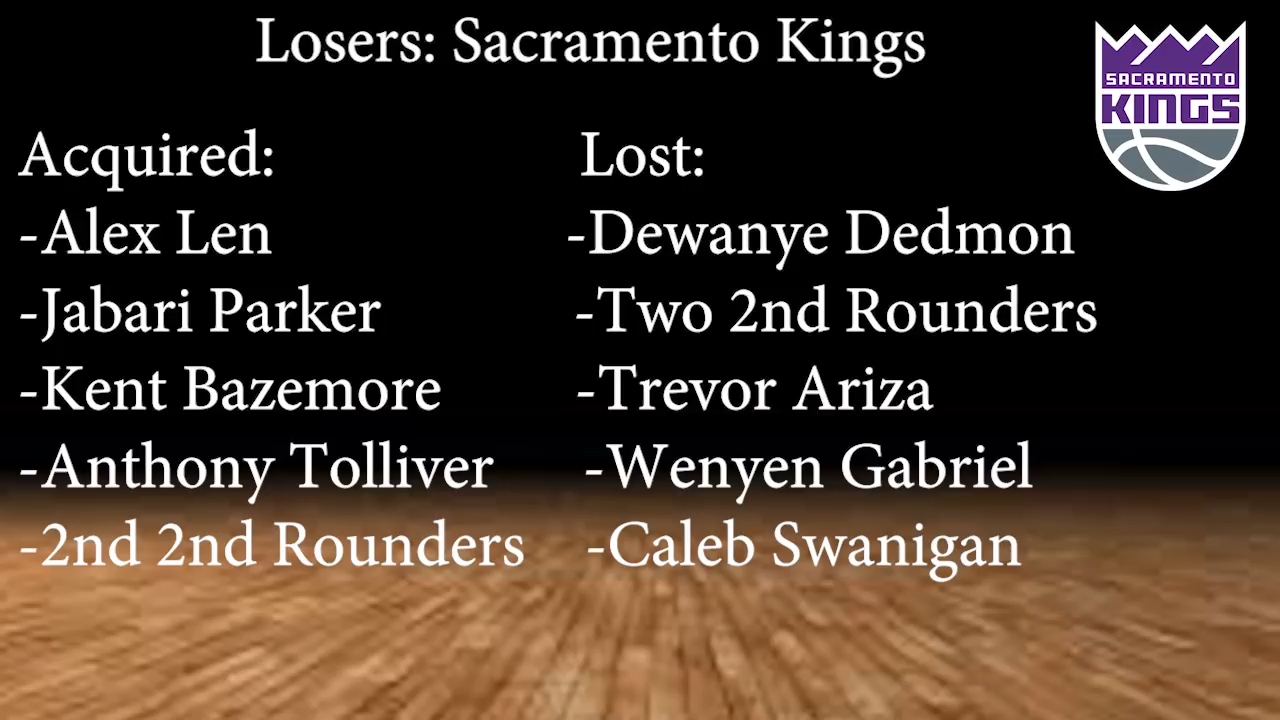 Losers: Sacramento Kings
SACRAMENTO
KINGS
Acquired:
-Alex Len
-Jabari Parker
-Kent Bazemore
-Anthony Tolliver
-2nd 2nd Rounders
Lost:
-Dewanye Dedmon
-Two 2nd Rounders
-Trevor Ariza
-Wenyen Gabriel
-Caleb Swanigan